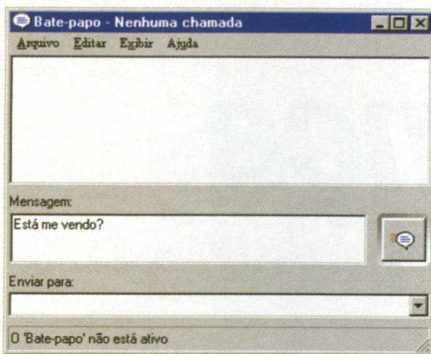 Bate-papo - Nenhuma chamada
Arquivo Editar Exibir Ajuda
Mensagem:
Está me vendo?
Enviar para:
O 'Bate-papo' não está ativo